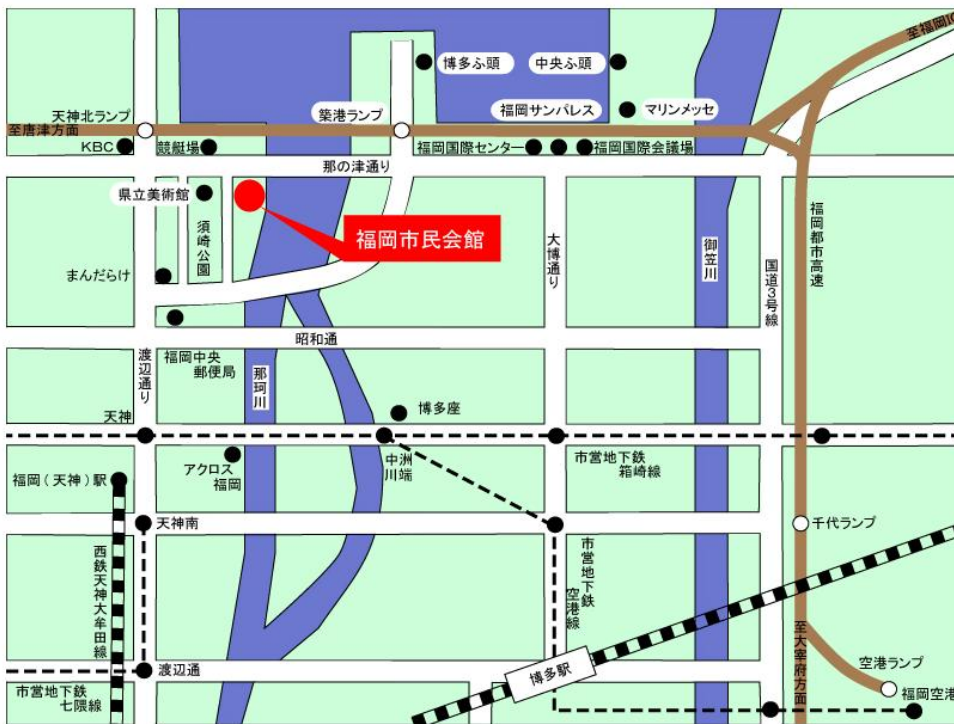 至福岡IC
博多ふ頭
中央ふ頭
天神北ランプ
築港ランプ
福岡サンパレス
マリンメッセ
至唐津方面
KBC
競艇場
福岡国際センター
福岡国際会議場
那の津通り
県立美術館
須崎公園
福岡市民会館
大博通り
御笠川
国道3号線
福岡都市高速
まんだらけ
昭和通
渡辺通り
福岡中央
郵便局
那珂川
天神
博多座
アクロス
福岡
中洲
川端
市営地下鉄
箱崎線
福岡(天神)駅
天神南
千代ランプ
西鉄天神大牟田線
市営地下鉄
空港線
至大宰府方面
渡辺通
博多駅
空港ランプ
福岡空港
市営地下鉄
七隈線